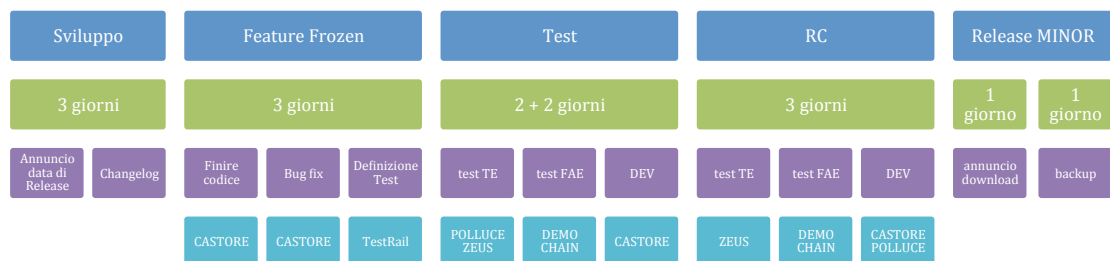 Sviluppo
Feature Frozen
Test
RC
Release MINOR
3 giorni
3 giorni
2 + 2 giorni
3 giorni
1
giorno
1
giorno
Annuncio
data di
Release
Changelog
Finire
codice
Bug fix
Definizione
Test
test TE
test FAE
DEV
test TE
test FAE
DEV
annuncio
download
backup
CASTORE
CASTORE
TestRail
POLLUCE
ZEUS
DEMO
CHAIN
CASTORE
ZEUS
DEMO
CHAIN
CASTORE
POLLUCE